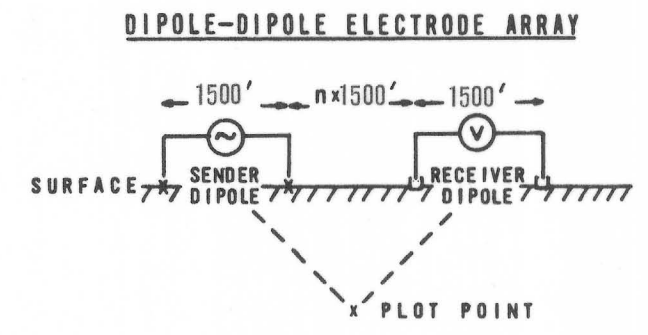 DIPOLE-DIPOLE ELECTRODE ARRAY
1500' n×1500' 1500'
~ V
SURFACE x SENDER x RECEIVER
DIPOLE DIPOLE
x PLOT POINT